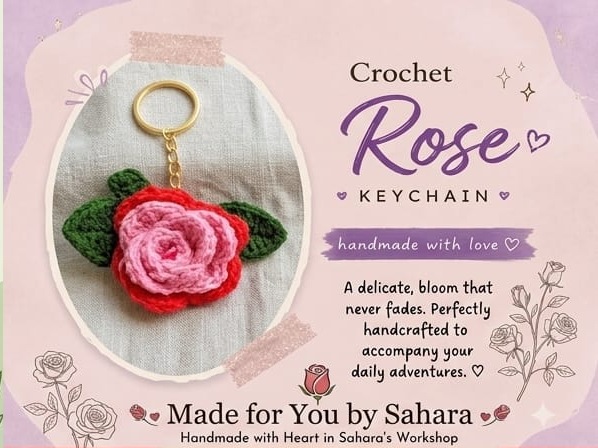 Crochet
Rose
KEYCHAIN
handmade with love ♡
A delicate, bloom that
never fades. Perfectly
handcrafted to
accompany your
daily adventures. ♡
Made for You by Sahara
Handmade with Heart in Sahara's Workshop